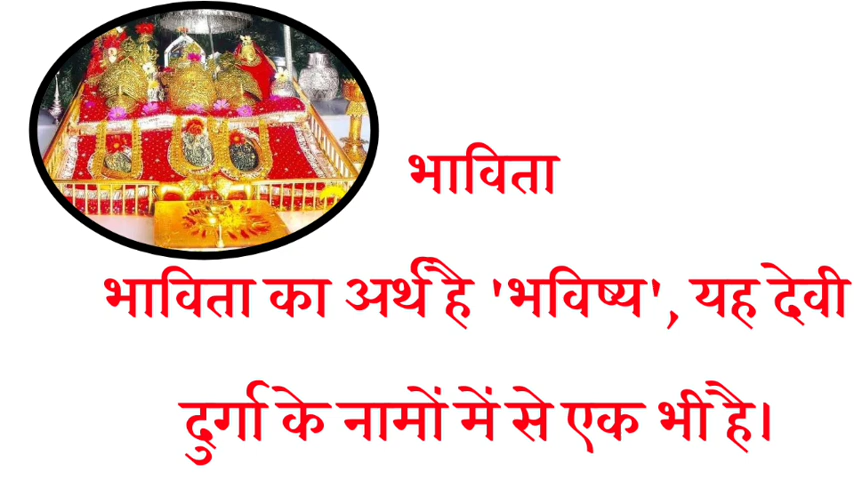 भाविता
भाविता का अर्थ है 'भविष्य', यह देवी
दुर्गा के नामों में से एक भी है।